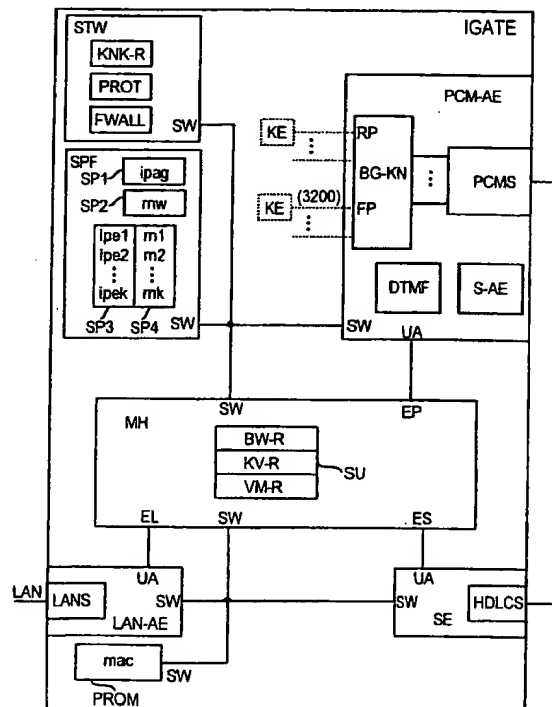 IGATE
STW
KNK-R
PROT
FWALL
SW
PCM-AE
KE
RP
BG-KN
PCMS
KE
(3200)
FP
DTMF
S-AE
SW
UA
SPF
SP1
ipag
SP2
mw
ipe1 m1
ipe2 m2
ipek mk
SP3
SP4
SW
SW
EP
MH
BW-R
KV-R
VM-R
SU
EL
SW
ES
UA
LAN
LANS
SW
LAN-AE
UA
SW
HDLCS
SE
mac
SW
PROM